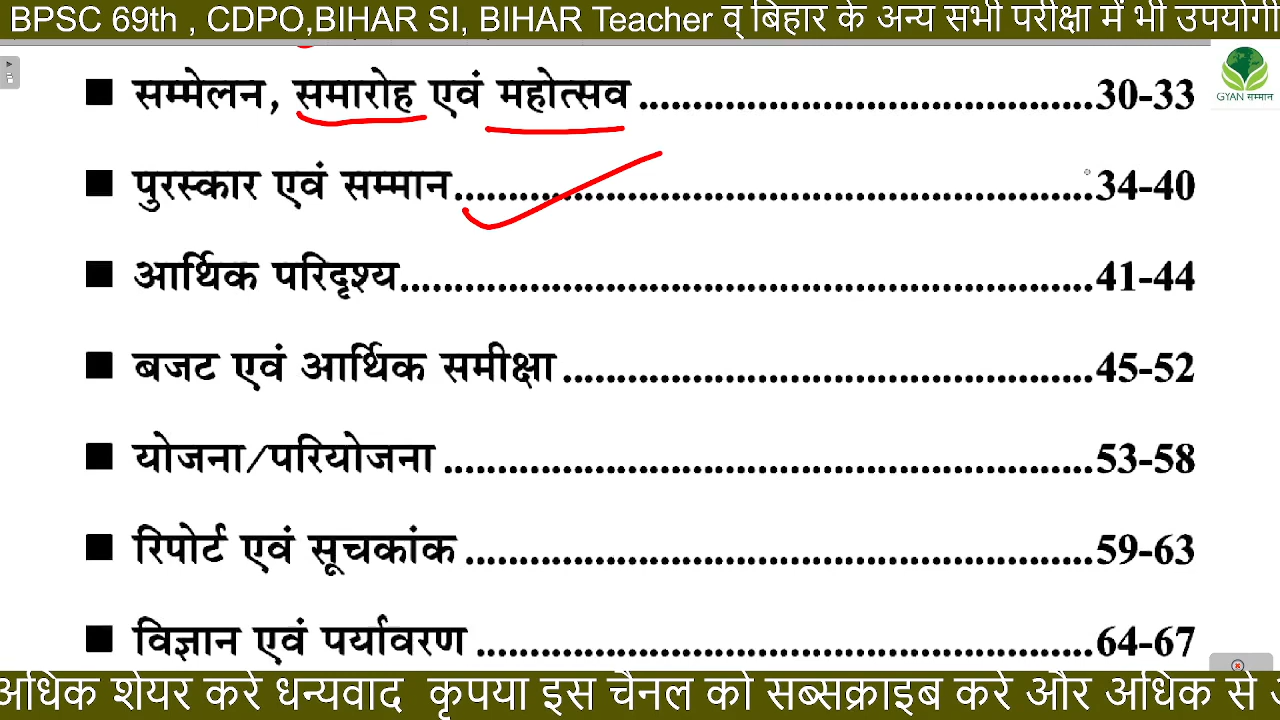 BPSC 69th , CDPO,BIHAR SI, BIHAR Teacher व् बिहार के अन्य सभी परीक्षा में भी उपयोगी
GYAN सम्मान
■ सम्मेलन, समारोह एवं महोत्सव ........................................ 30-33
■ पुरस्कार एवं सम्मान ........................................ 34-40
■ आर्थिक परिदृश्य ........................................ 41-44
■ बजट एवं आर्थिक समीक्षा ........................................ 45-52
■ योजना/परियोजना ........................................ 53-58
■ रिपोर्ट एवं सूचकांक ........................................ 59-63
■ विज्ञान एवं पर्यावरण ........................................ 64-67
अधिक शेयर करे धन्यवाद कृपया इस चैनल को सब्सक्राइब करे और अधिक से